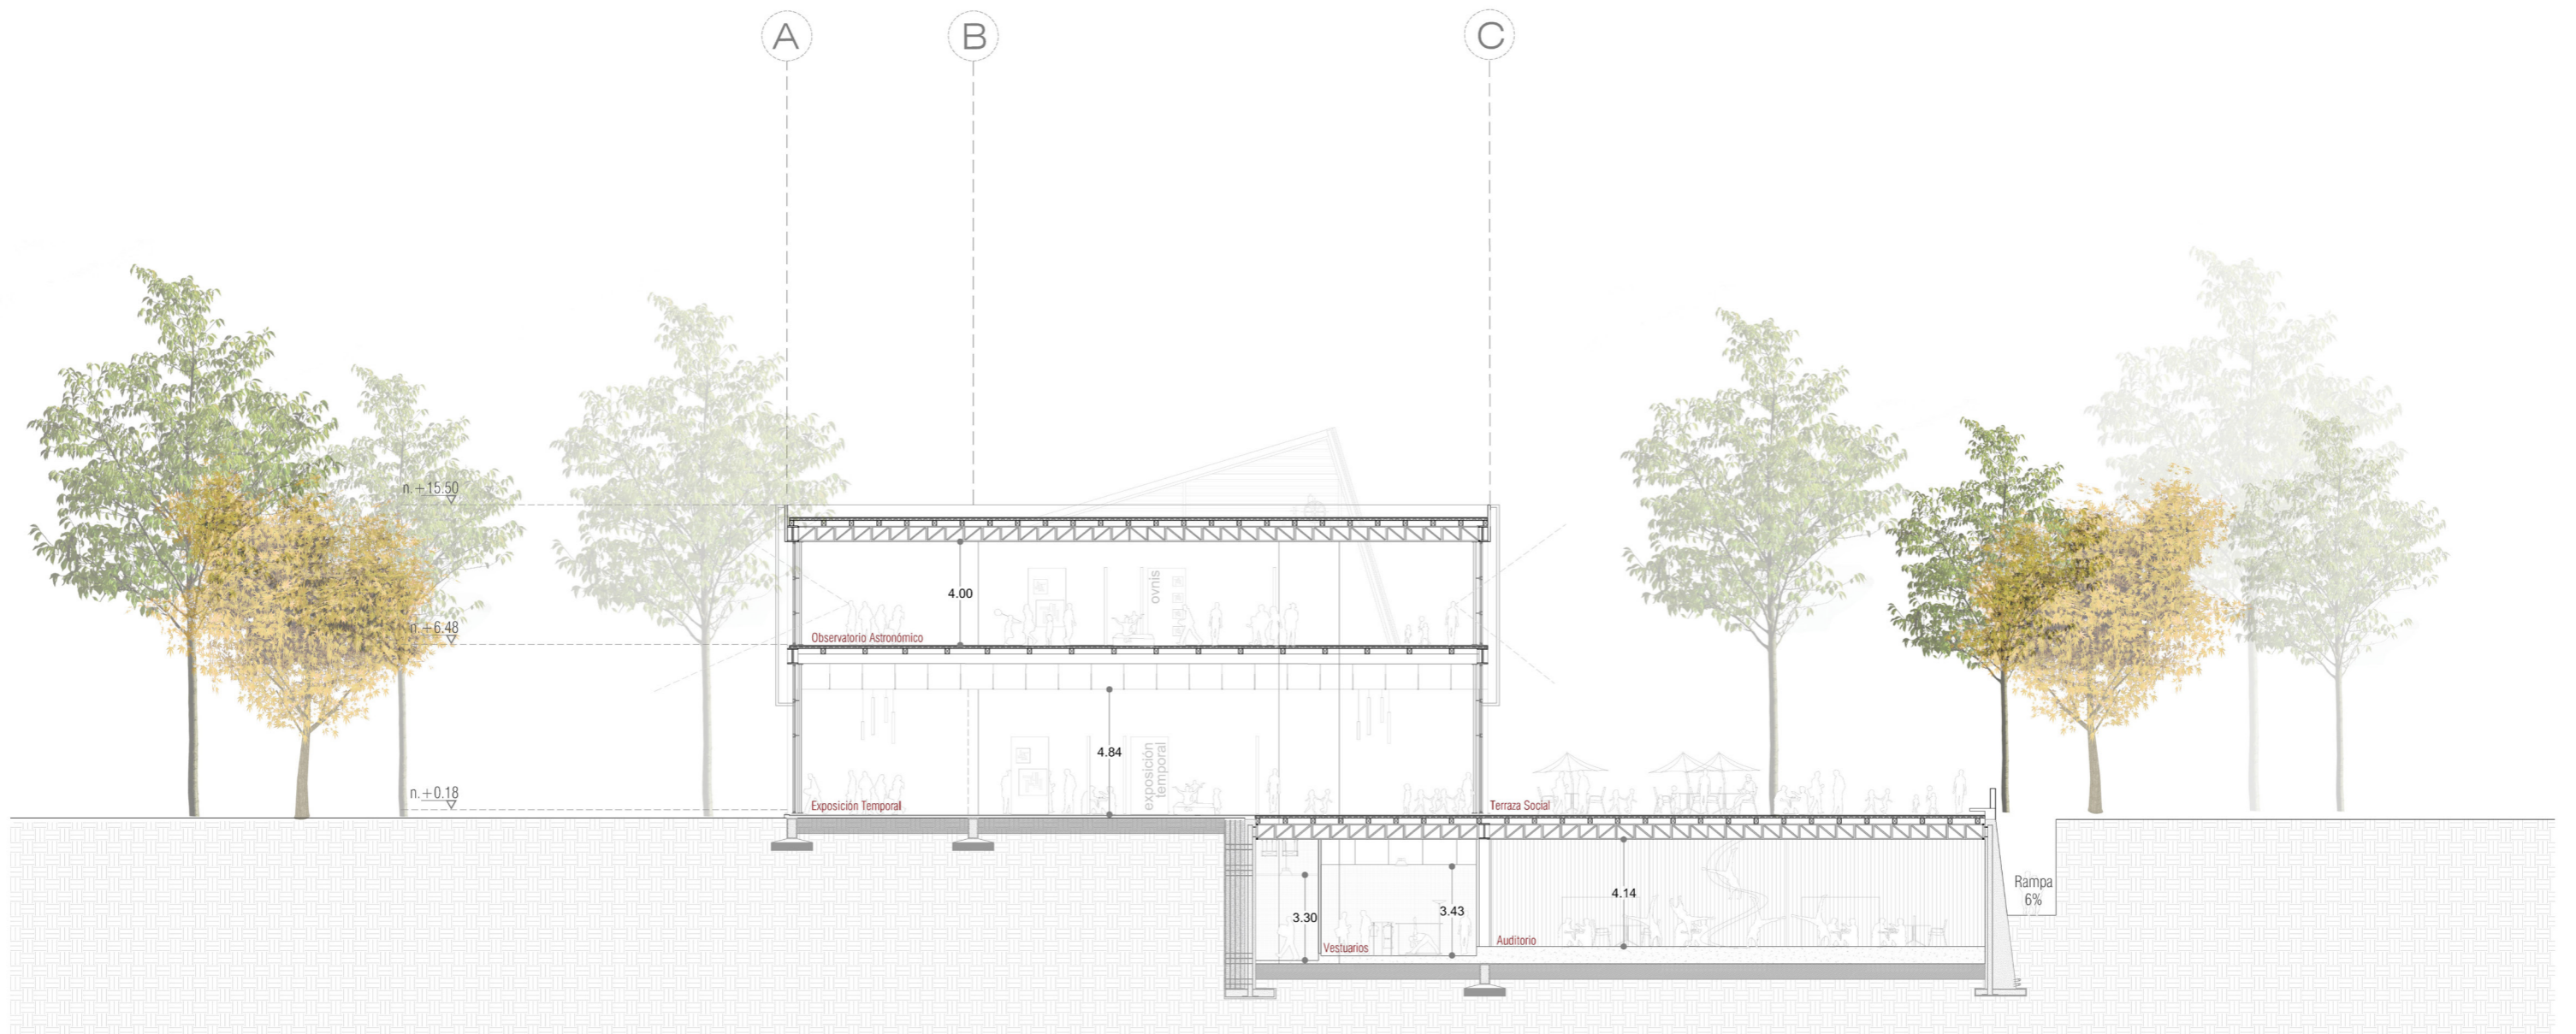 A
B
C
n.+15.50
4.00
ovnis
n.+6.48
Observatorio Astronómico
4.84
exposición
temporal
n.+0.18
Exposición Temporal
Terraza Social
Rampa
6%
4.14
3.43
3.30
Vestuarios
Auditorio